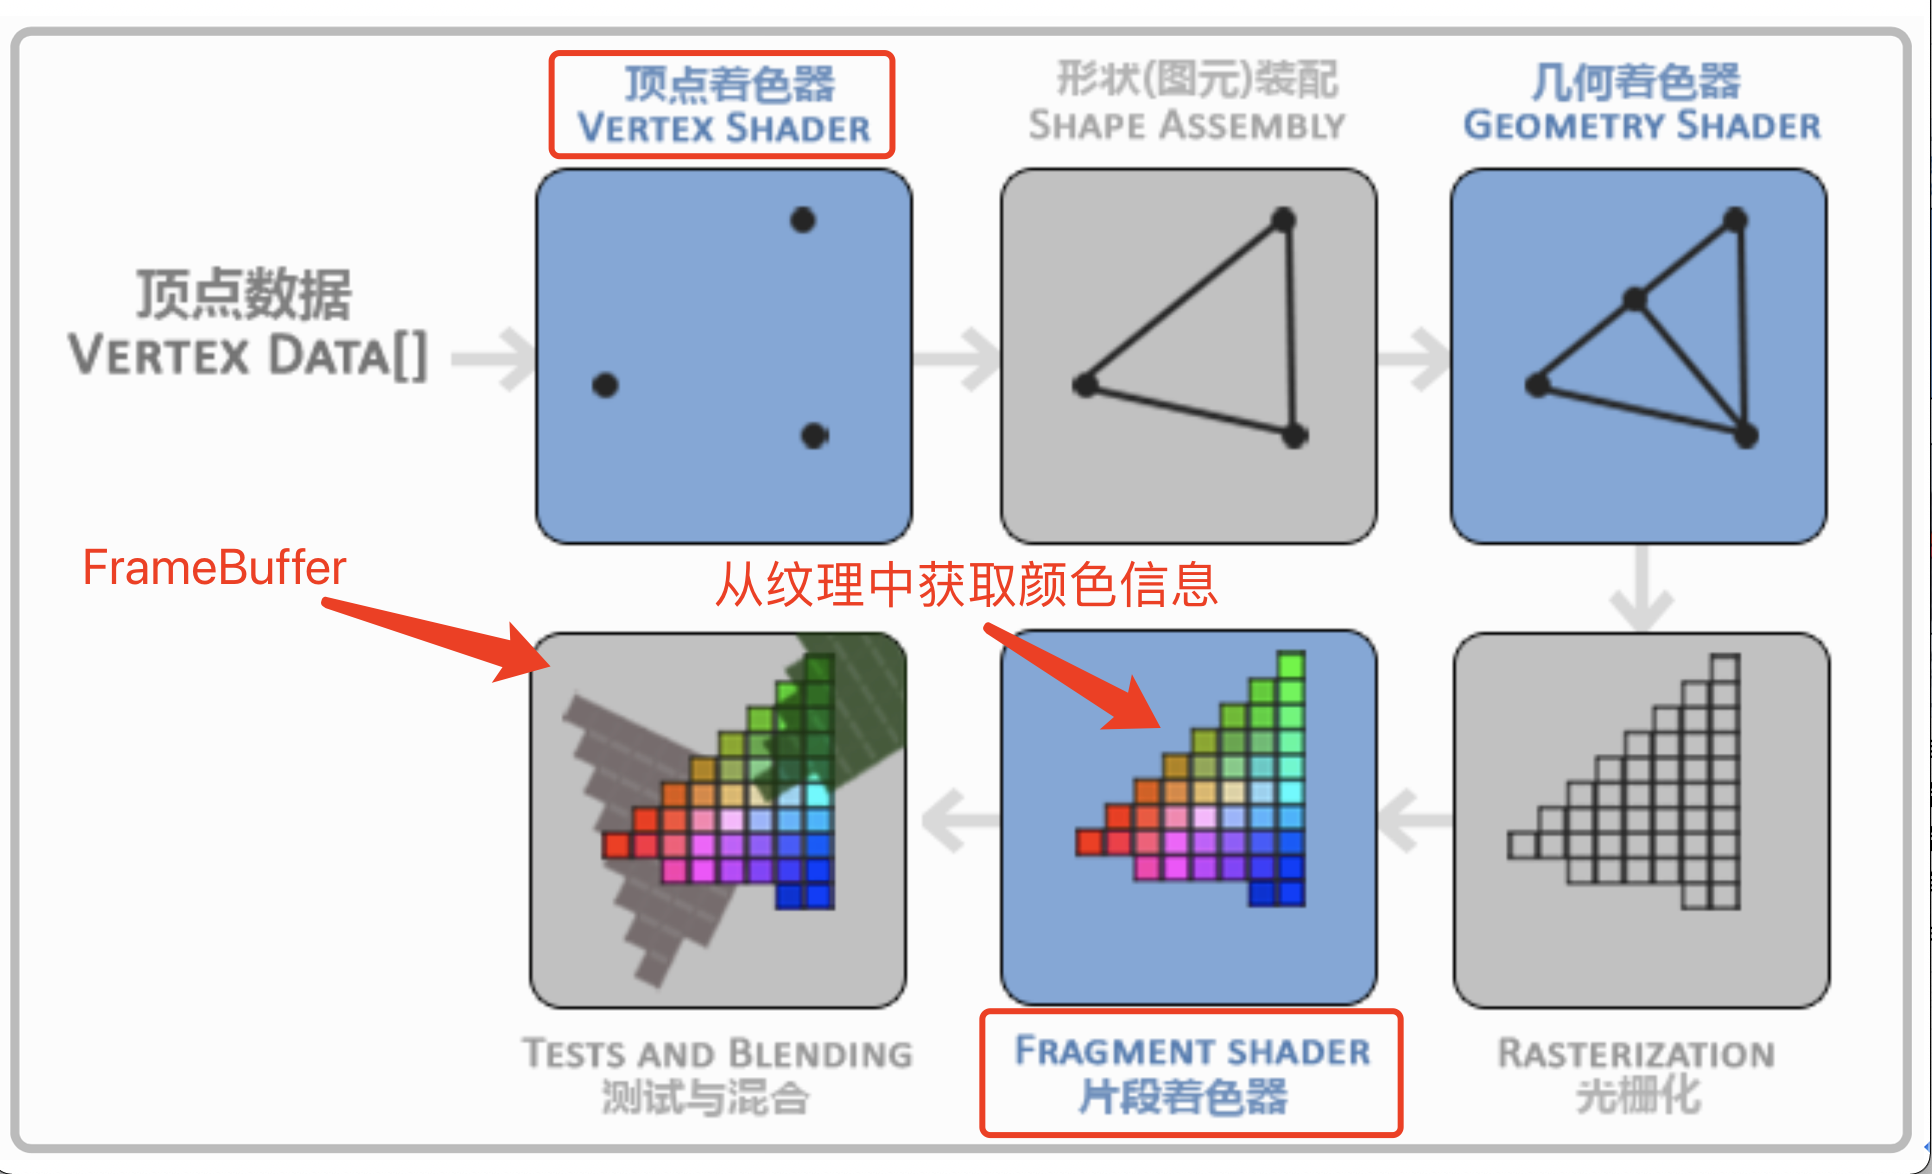 顶点着色器
VERTEX SHADER
形状(图元)装配
SHAPE ASSEMBLY
几何着色器
GEOMETRY SHADER
顶点数据
VERTEX DATA[]
FrameBuffer
从纹理中获取颜色信息
TESTS AND BLENDING
测试与混合
FRAGMENT SHADER
片段着色器
RASTERIZATION
光栅化